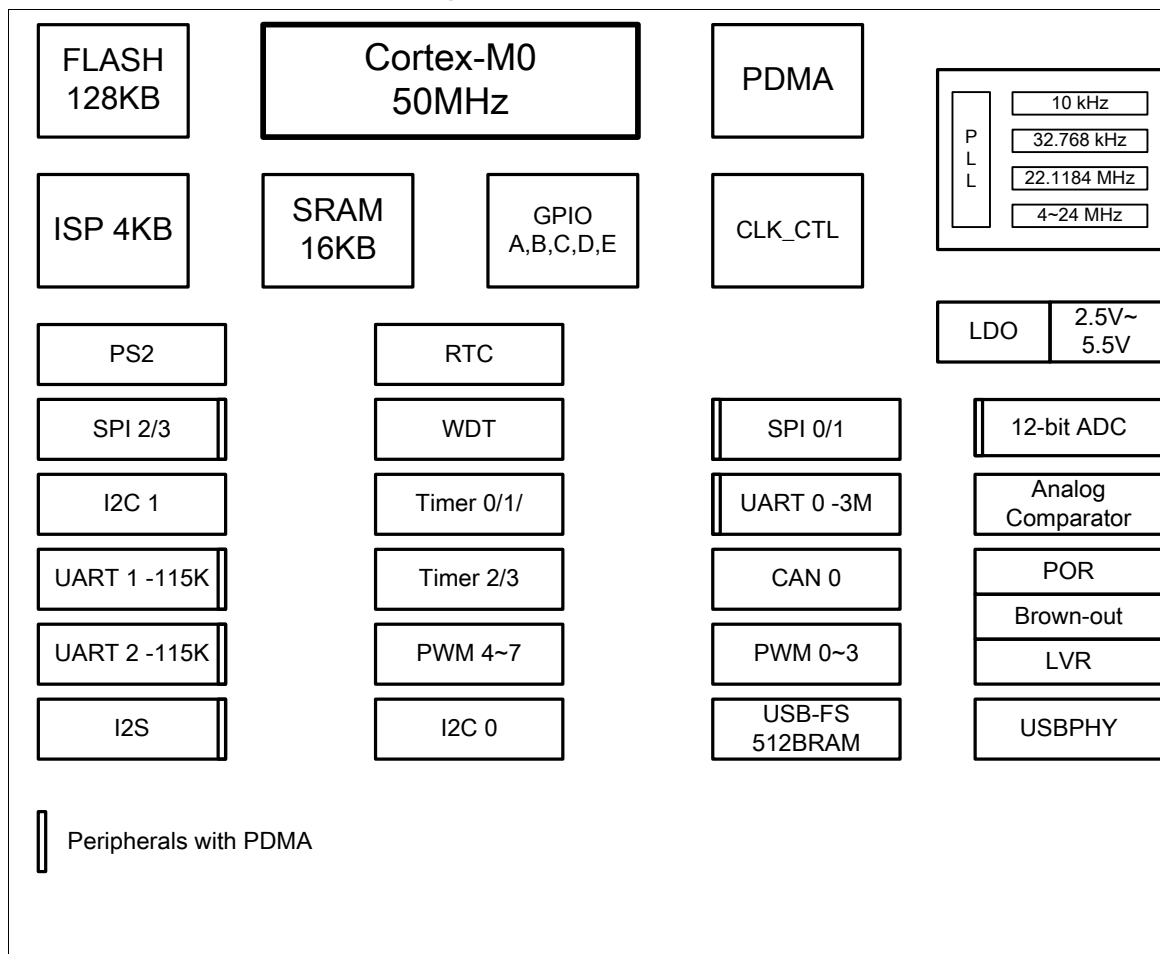 FLASH
128KB
Cortex-M0
50MHz
PDMA
P
L
L
10 kHz
32.768 kHz
22.1184 MHz
4~24 MHz
ISP 4KB
SRAM
16KB
GPIO
A,B,C,D,E
CLK_CTL
LDO
2.5V~
5.5V
PS2
RTC
SPI 2/3
WDT
SPI 0/1
12-bit ADC
I2C 1
Timer 0/1/
UART 0 -3M
Analog
Comparator
UART 1 -115K
Timer 2/3
CAN 0
POR
Brown-out
UART 2 -115K
PWM 4~7
PWM 0~3
LVR
I2S
I2C 0
USB-FS
512BRAM
USBPHY
Peripherals with PDMA